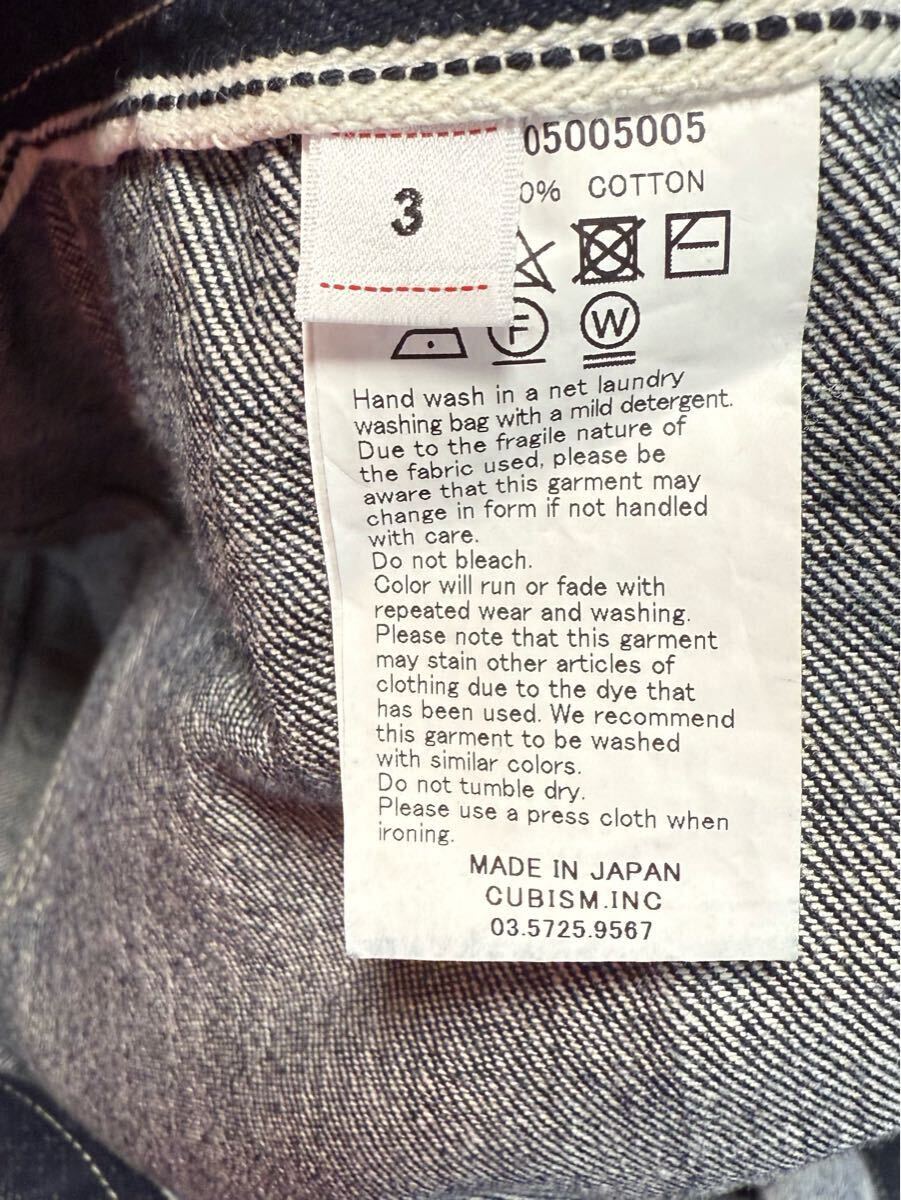 05005005
3
0% COTTON
F
W
Hand wash in a net laundry
washing bag with a mild detergent.
Due to the fragile nature of
the fabric used, please be
aware that this garment may
change in form if not handled
with care.
Do not bleach.
Color will run or fade with
repeated wear and washing.
Please note that this garment
may stain other articles of
clothing due to the dye that
has been used. We recommend
this garment to be washed
with similar colors.
Do not tumble dry.
Please use a press cloth when
ironing.
MADE IN JAPAN
CUBISM.INC
03.5725.9567